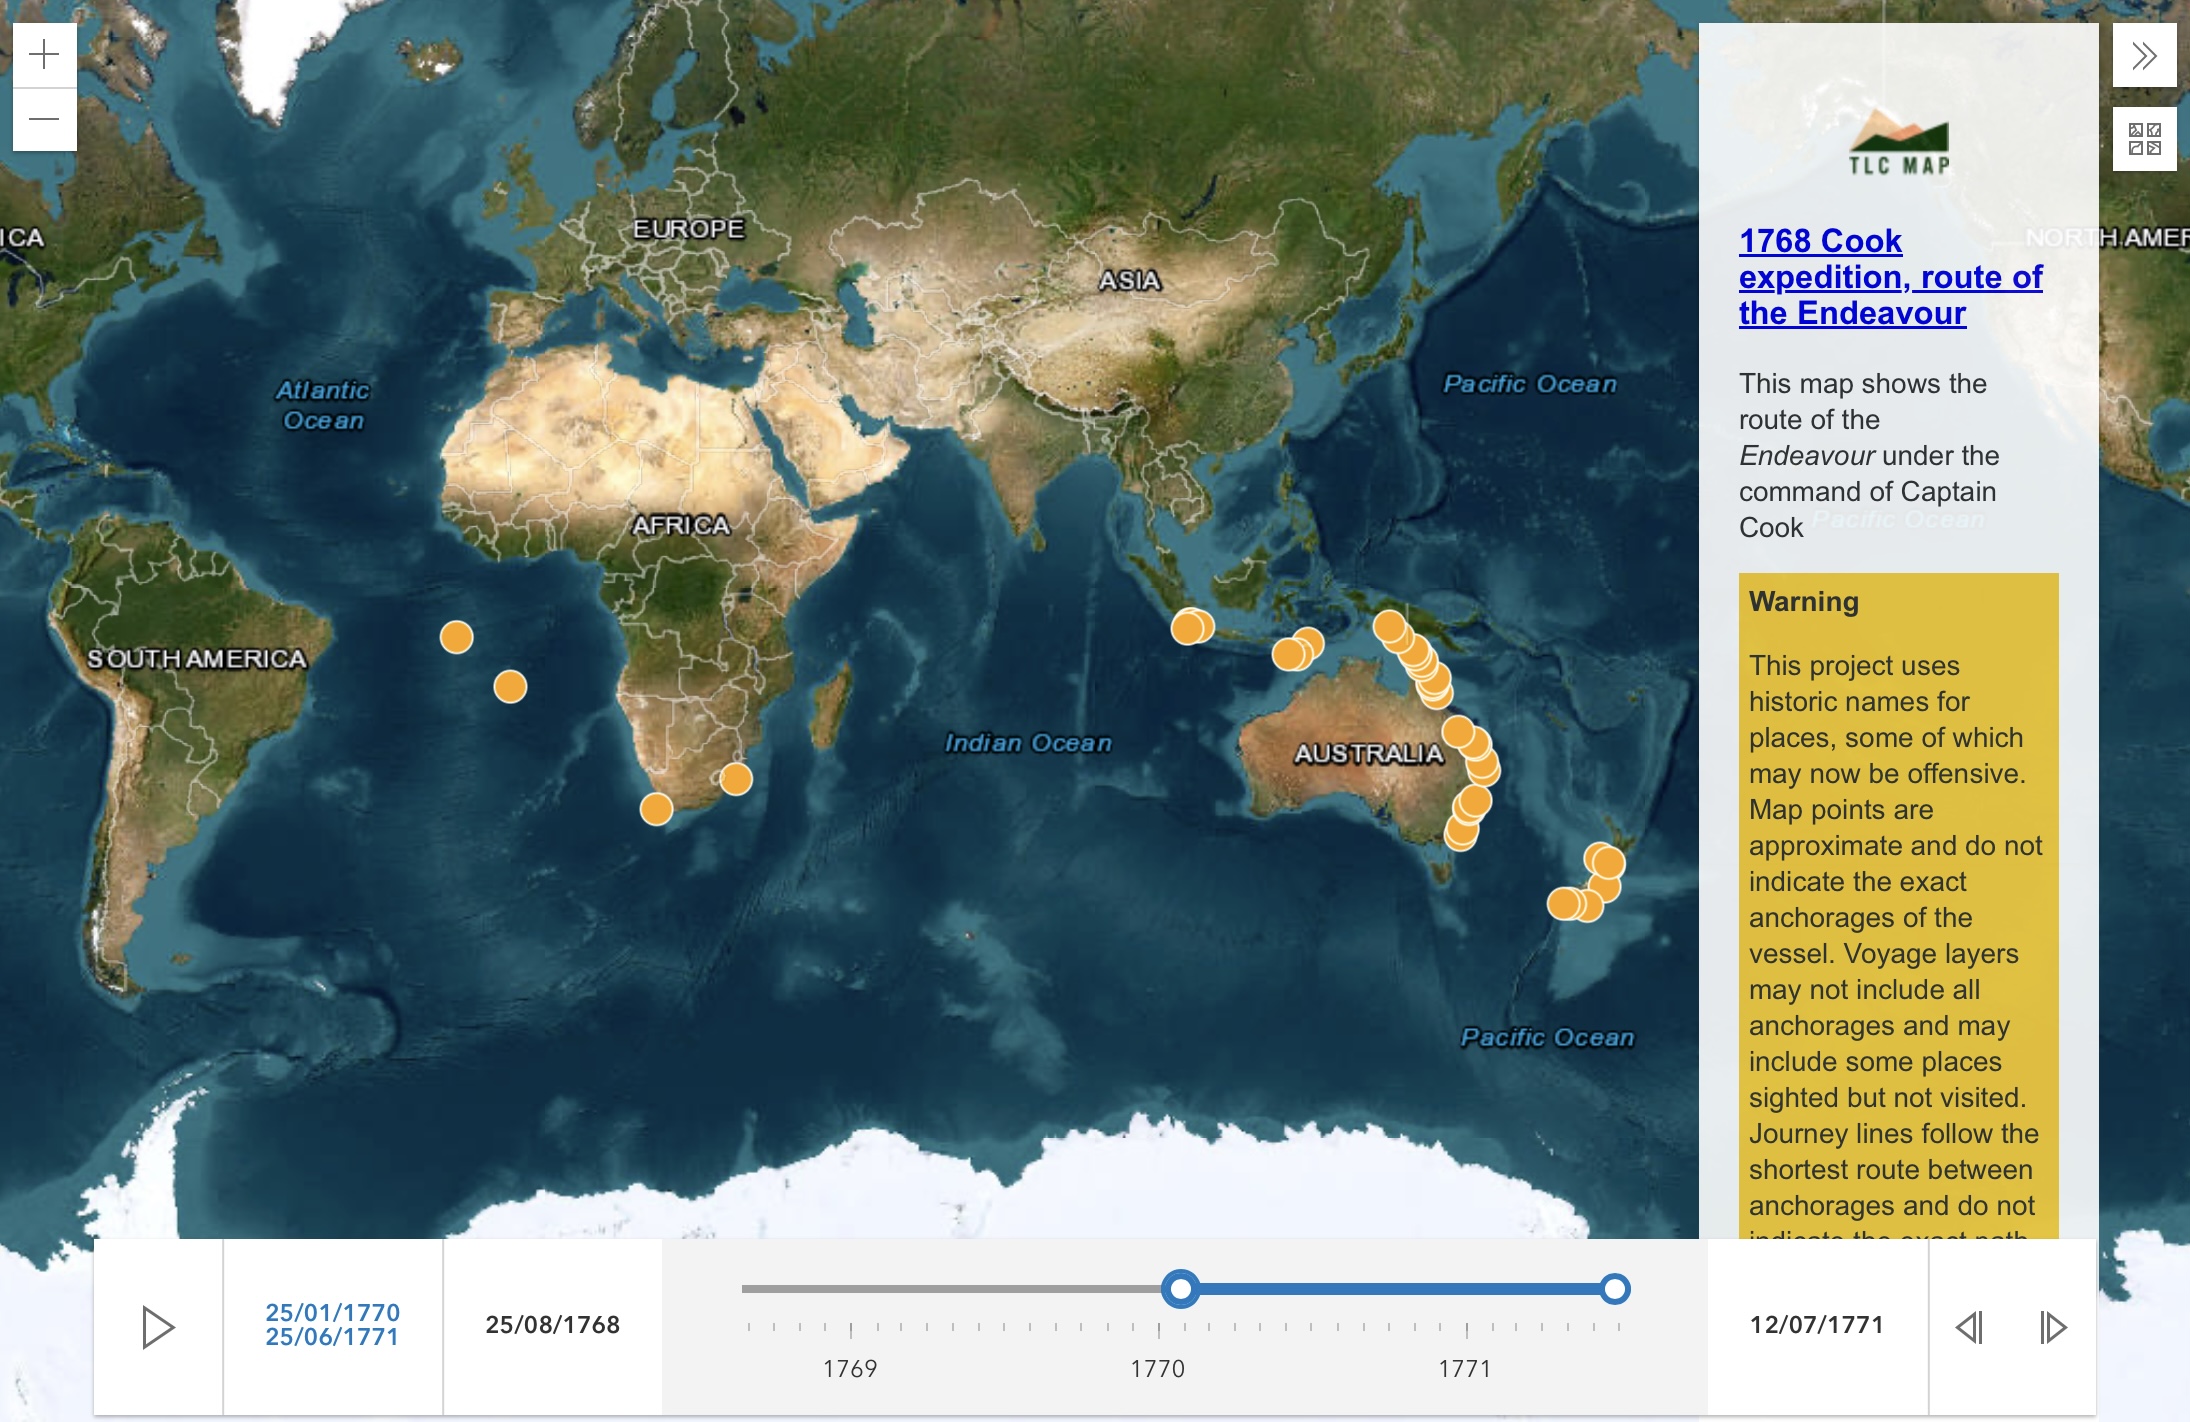 ICA
EUROPE
ASIA
Atlantic
Ocean
Pacific Ocean
AFRICA
SOUTH AMERICA
Indian Ocean
AUSTRALIA
Pacific Ocean
NORTH AMER
Pacific Ocean
TLC MAP
1768 Cook
expedition, route of
the Endeavour
This map shows the
route of the
Endeavour under the
command of Captain
Cook
Warning
This project uses
historic names for
places, some of which
may now be offensive.
Map points are
approximate and do not
indicate the exact
anchorages of the
vessel. Voyage layers
may not include all
anchorages and may
include some places
sighted but not visited.
Journey lines follow the
shortest route between
anchorages and do not
indicate the exact path
25/01/1770
25/06/1771
25/08/1768
1769
1770
1771
12/07/1771